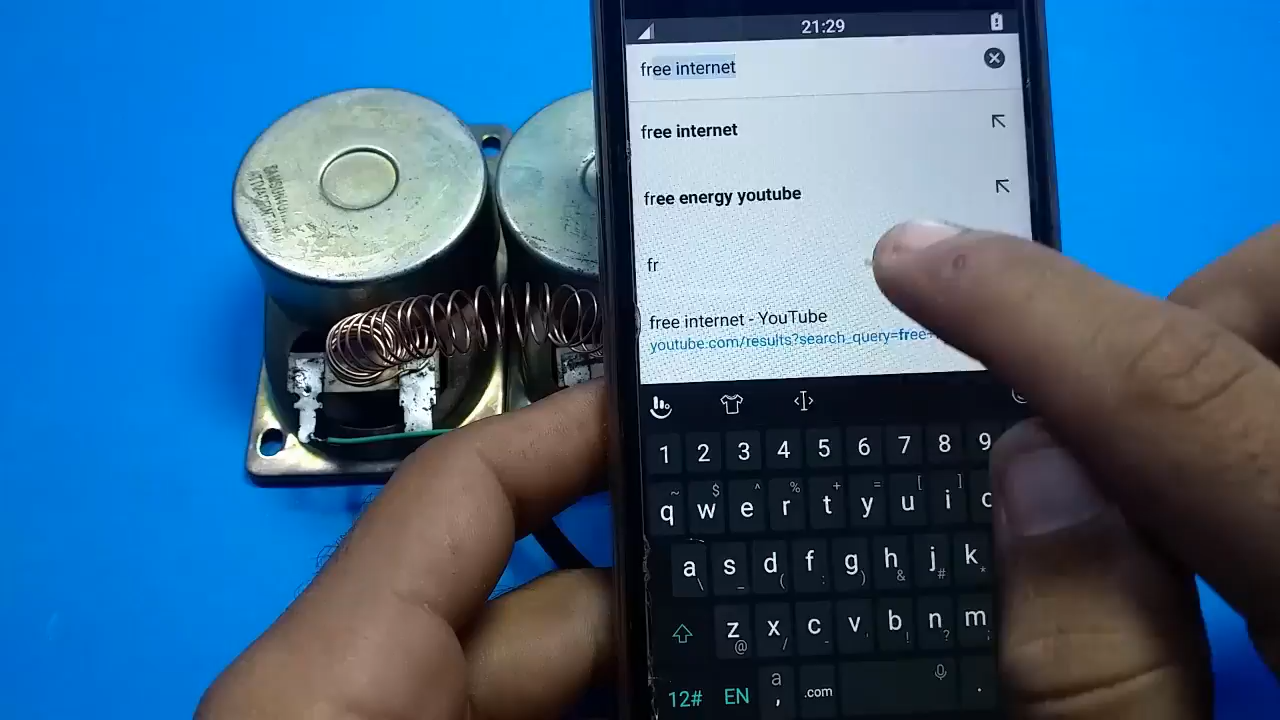 21:29
free internet
free internet
free energy youtube
fr
free internet - YouTube
youtube.com/results?search_query=free+
1 2 3 4 5 6 7 8 9
~ $ ^ % + = [ ]
q w e r t y u i
a s d f g h j k
\ _ ( : ) & # *
z x c v b n m
@ / - ! ? ;
12# EN a , .com .